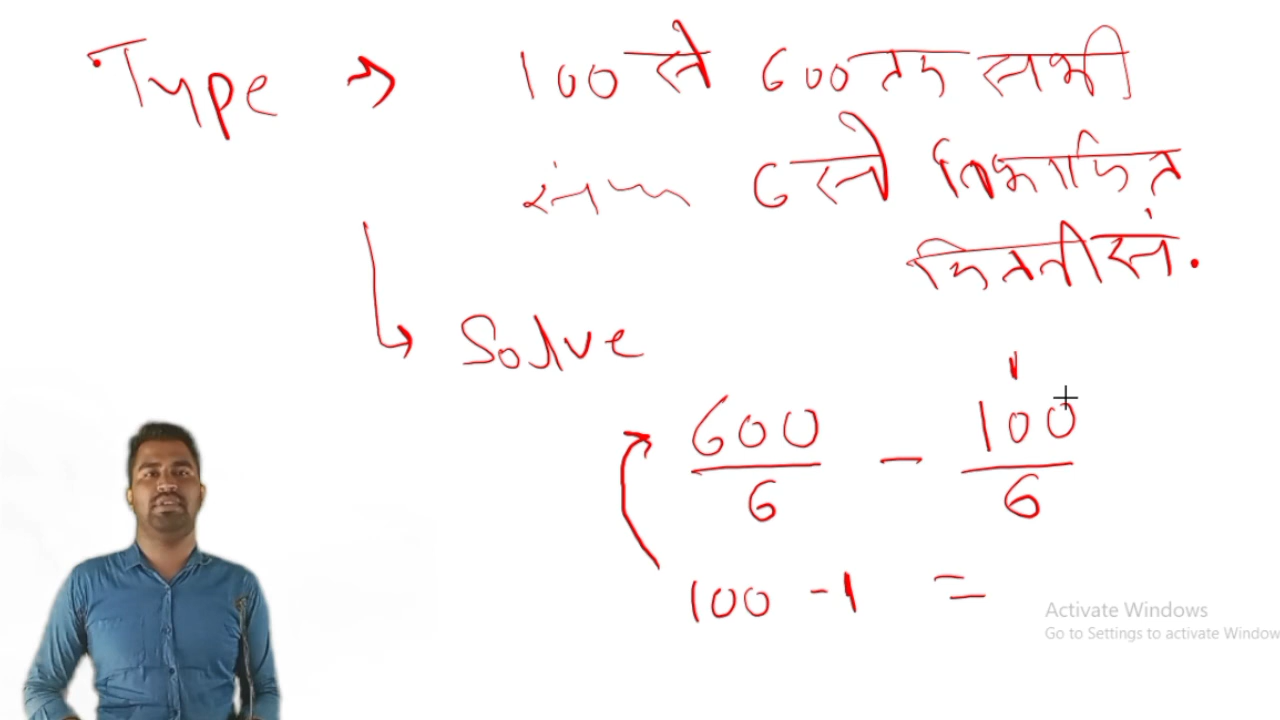 Type → 100 से 600 तक सभी
संख्या 6 से विभाजित
कितनी सं.
Solve
1
600/6 - 100/6
100 - 1 =
Activate Windows
Go to Settings to activate Window